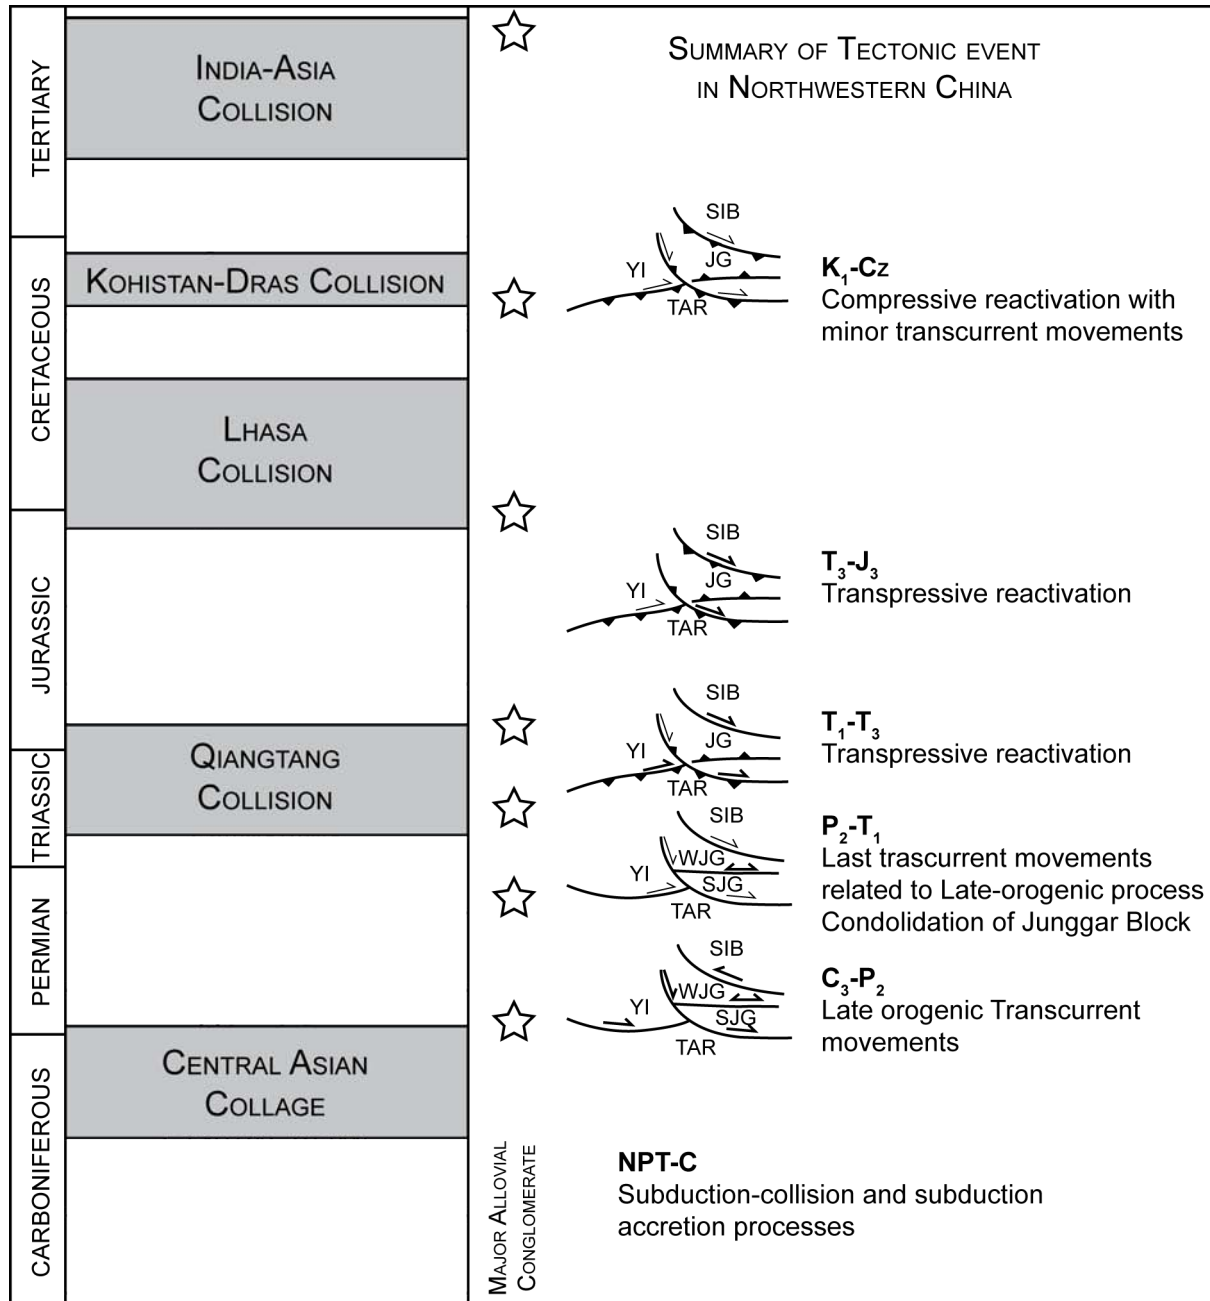 SUMMARY OF TECTONIC EVENT
IN NORTHWESTERN CHINA
TERTIARY
CRETACEOUS
JURASSIC
TRIASSIC
PERMIAN
CARBONIFEROUS
INDIA-ASIA
COLLISION
KOHISTAN-DRAS COLLISION
LHASA
COLLISION
QIANGTANG
COLLISION
CENTRAL ASIAN
COLLAGE
MAJOR ALLOVIAL
CONGLOMERATE
SIB
JG
YI
TAR
K1-CZ
Compressive reactivation with
minor transcurrent movements
SIB
JG
YI
TAR
T3-J3
Transpressive reactivation
SIB
JG
YI
TAR
T1-T3
Transpressive reactivation
SIB
WJG
YI
SJG
TAR
P2-T1
Last trascurrent movements
related to Late-orogenic process
Condolidation of Junggar Block
SIB
WJG
YI
SJG
TAR
C3-P2
Late orogenic Transcurrent
movements
NPT-C
Subduction-collision and subduction
accretion processes